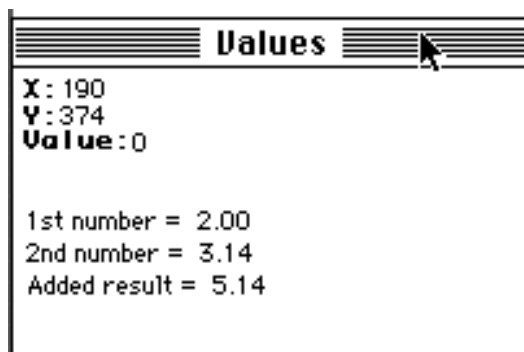 Values
X: 190
Y: 374
Value: 0
1st number = 2.00
2nd number = 3.14
Added result = 5.14